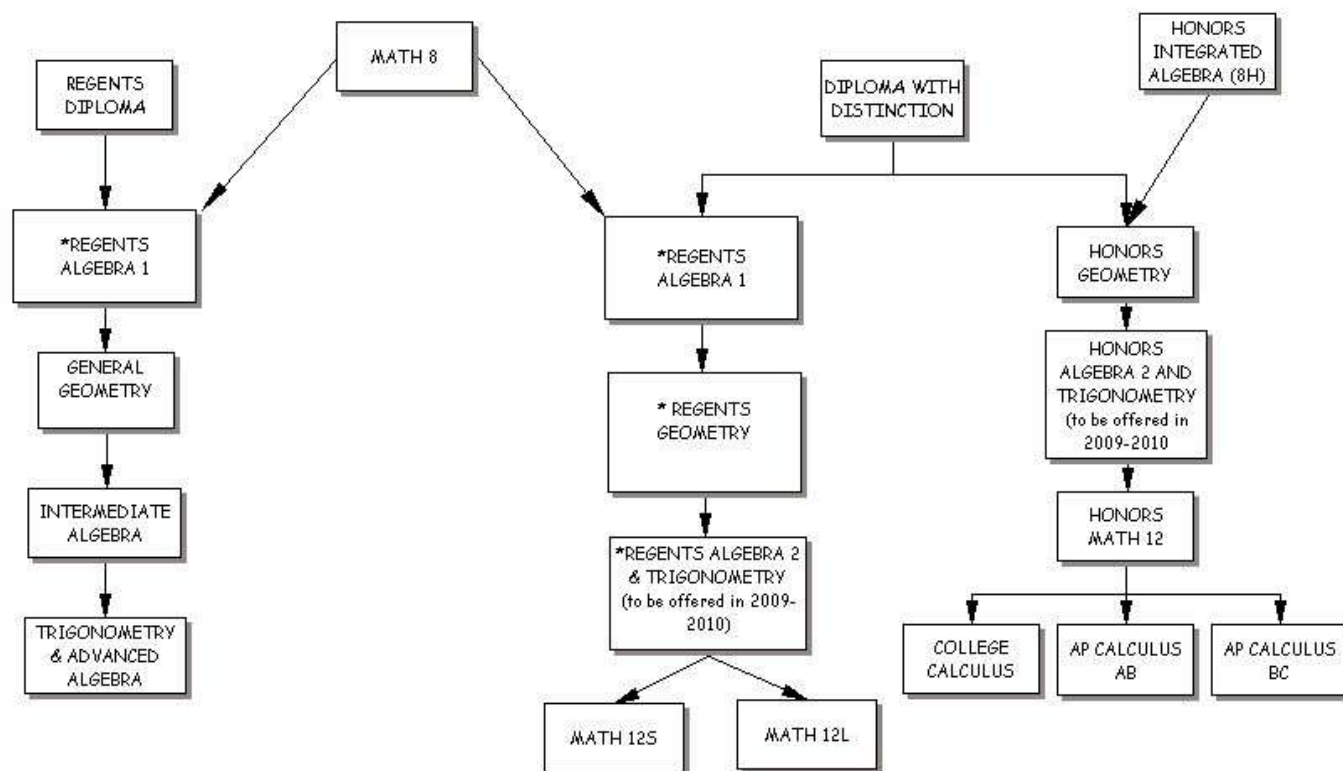 MATH 8
REGENTS
DIPLOMA
DIPLOMA WITH
DISTINCTION
HONORS
INTEGRATED
ALGEBRA (8H)
*REGENTS
ALGEBRA 1
*REGENTS
ALGEBRA 1
HONORS
GEOMETRY
GENERAL
GEOMETRY
* REGENTS
GEOMETRY
HONORS
ALGEBRA 2 AND
TRIGONOMETRY
(to be offered in
2009-2010
INTERMEDIATE
ALGEBRA
*REGENTS ALGEBRA 2
& TRIGONOMETRY
(to be offered in 2009-
2010)
HONORS
MATH 12
TRIGONOMETRY
& ADVANCED
ALGEBRA
MATH 12S
MATH 12L
COLLEGE
CALCULUS
AP CALCULUS
AB
AP CALCULUS
BC